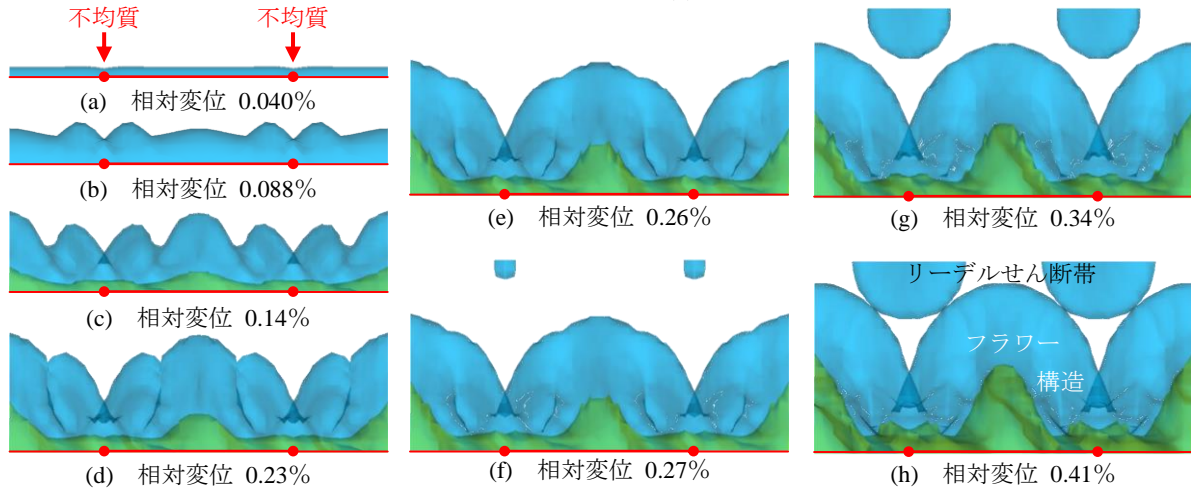 不均質 不均質
(a) 相対変位 0.040%
(b) 相対変位 0.088%
(c) 相対変位 0.14%
(d) 相対変位 0.23%
(e) 相対変位 0.26%
(f) 相対変位 0.27%
(g) 相対変位 0.34%
リーデルせん断帯
フラワー
構造
(h) 相対変位 0.41%